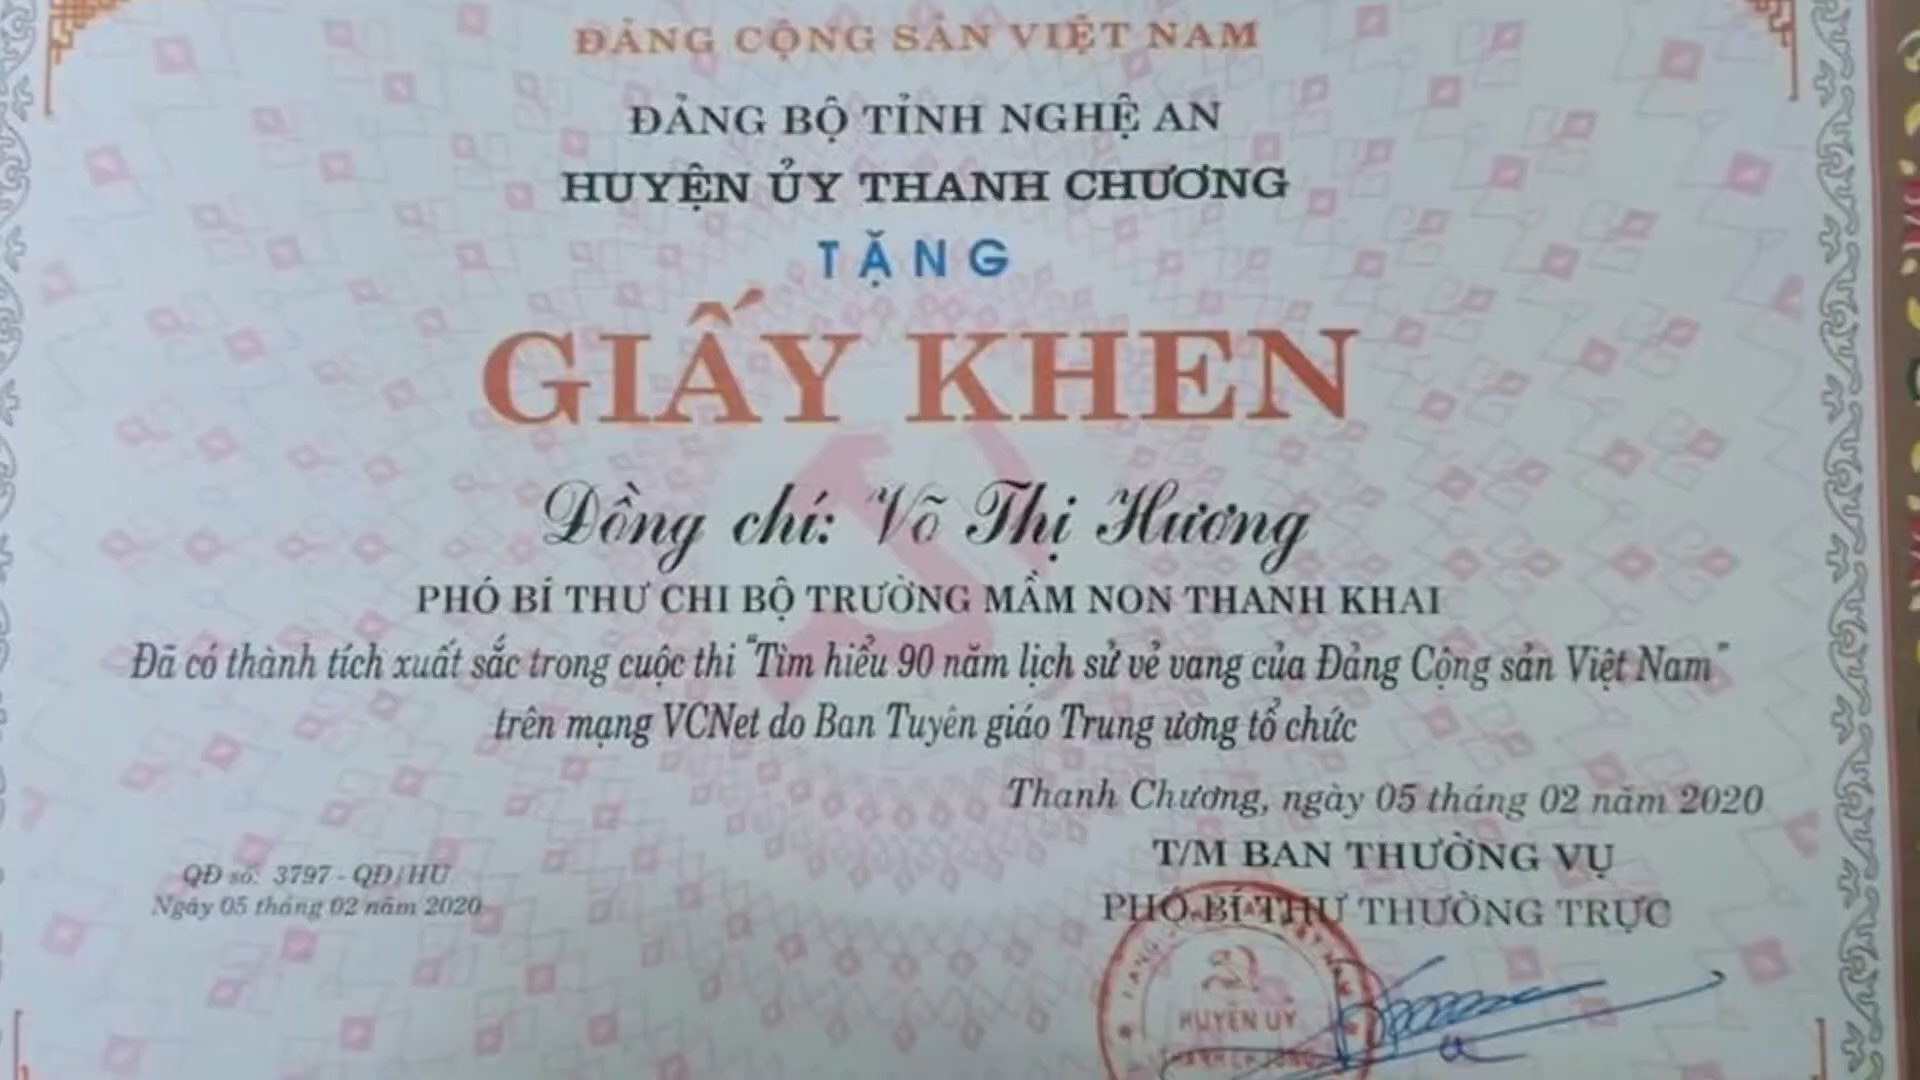 ĐẢNG CỘNG SẢN VIỆT NAM
ĐẢNG BỘ TỈNH NGHỆ AN
HUYỆN ỦY THANH CHƯƠNG
TẶNG
GIẤY KHEN
Đồng chí: Võ Thị Hương
PHÓ BÍ THƯ CHI BỘ TRƯỜNG MẦM NON THANH KHAI
Đã có thành tích xuất sắc trong cuộc thi "Tìm hiểu 90 năm lịch sử vẻ vang của Đảng Cộng sản Việt Nam"
trên mạng VCNet do Ban Tuyên giáo Trung ương tổ chức
Thanh Chương, ngày 05 tháng 02 năm 2020
T/M BAN THƯỜNG VỤ
PHÓ BÍ THƯ THƯỜNG TRỰC
QĐ số: 3797 - QĐ/HU
Ngày 05 tháng 02 năm 2020
HUYỆN UỶ
THANH CHƯƠNG